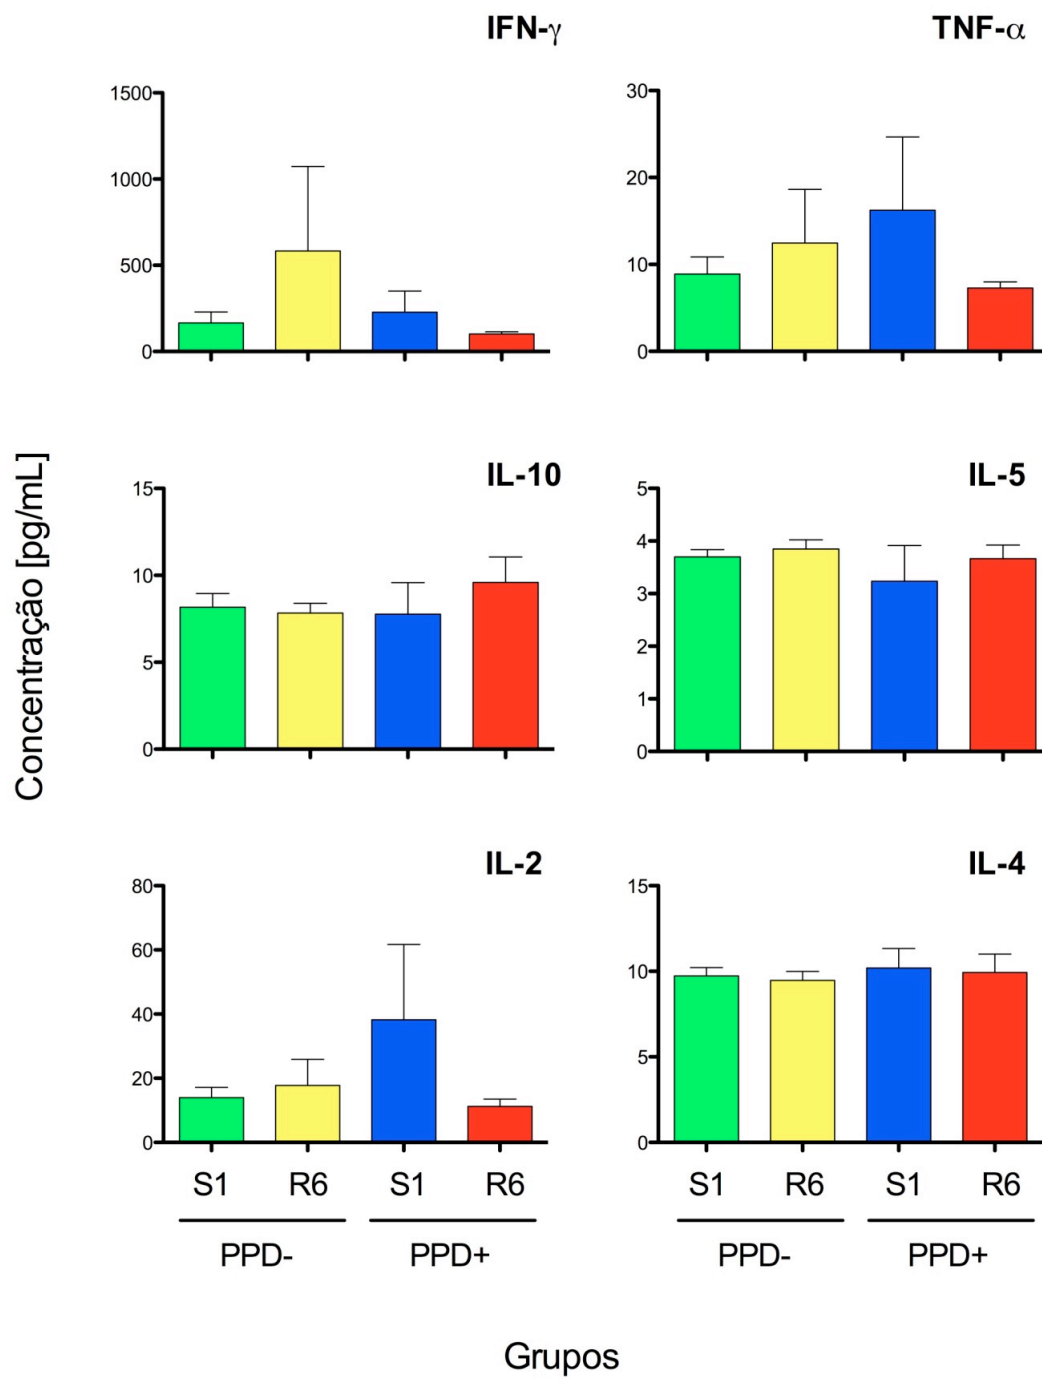 IFN-γ
1500
1000
500
0
TNF-α
30
20
10
0
Concentração [pg/mL]
IL-10
15
10
5
0
IL-5
5
4
3
2
1
0
IL-2
80
60
40
20
0
S1 R6 S1 R6
PPD- PPD+
IL-4
15
10
5
0
S1 R6 S1 R6
PPD- PPD+
Grupos